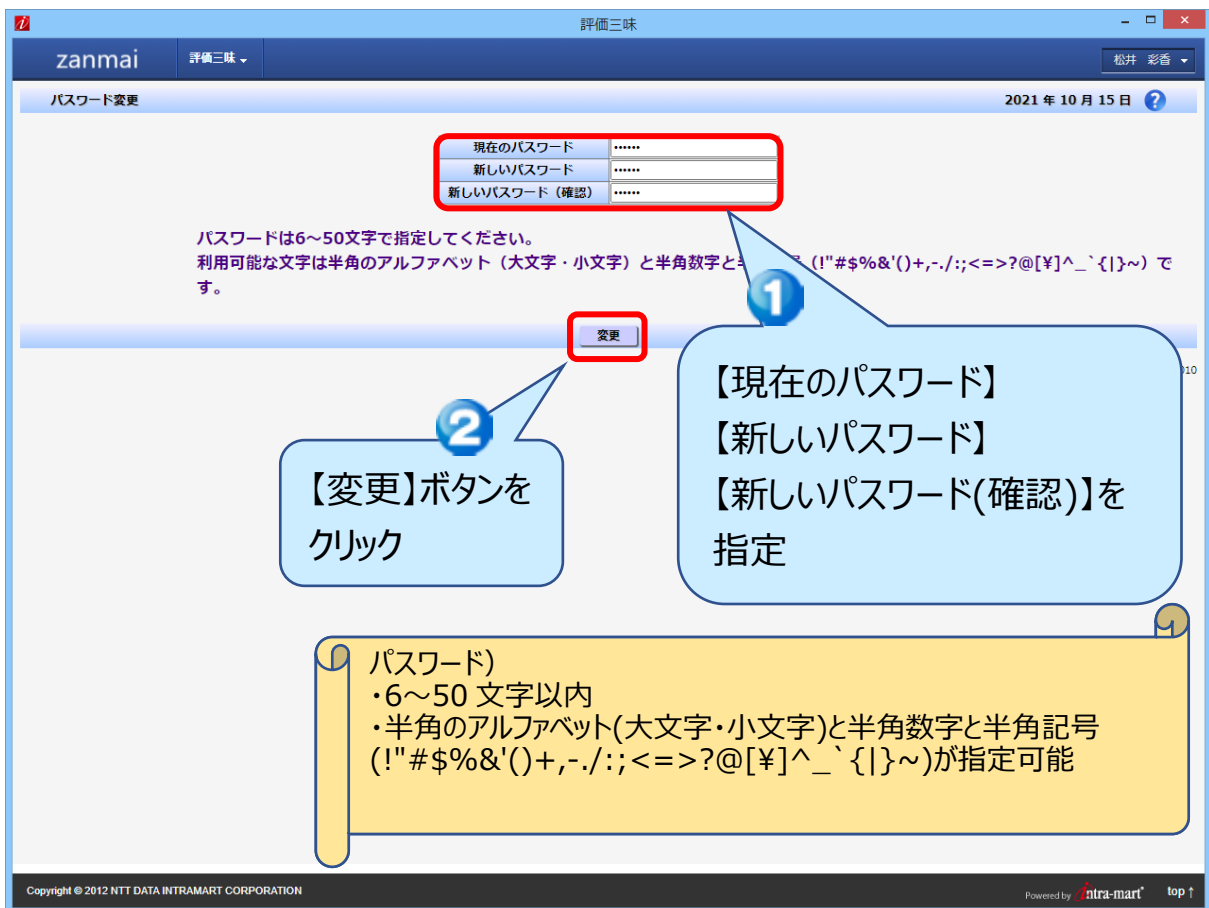 評価三味
zanmai 評価三味 松井 彩香
パスワード変更 2021 年 10 月 15 日 ?
現在のパスワード ••••••
新しいパスワード ••••••
新しいパスワード（確認） ••••••
パスワードは6～50文字で指定してください。
利用可能な文字は半角のアルファベット（大文字・小文字）と半角数字と (!"#$%&'()+,-./:;<=>?@[¥]^_`{|}~）で
す。
変更
1
【現在のパスワード】
【新しいパスワード】
【新しいパスワード(確認)】を
指定
2
【変更】ボタンを
クリック
パスワード)
・6～50 文字以内
・半角のアルファベット(大文字・小文字)と半角数字と半角記号
(!"#$%&'()+,-./:;<=>?@[¥]^_`{|}~)が指定可能
Copyright © 2012 NTT DATA INTRAMART CORPORATION Powered by intra-mart top ↑